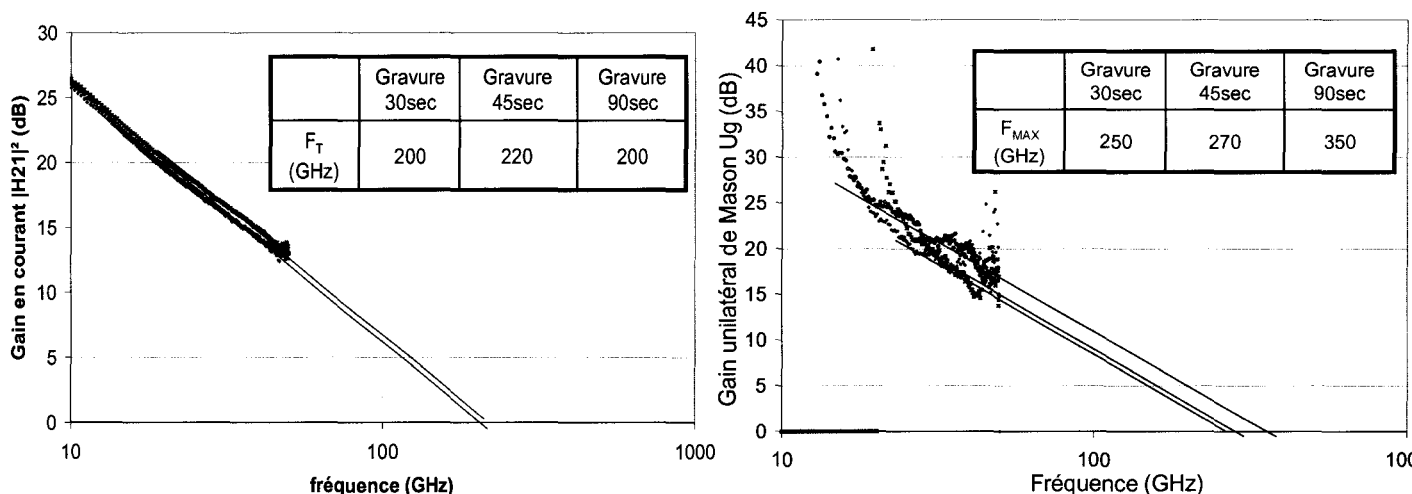 Gain en courant |H21|² (dB)
30
25
20
15
10
5
0
Gravure 30sec
Gravure 45sec
Gravure 90sec
F_T (GHz)
200
220
200
10
100
1000
fréquence (GHz)
Gain unilatéral de Mason Ug (dB)
45
40
35
30
25
20
15
10
5
0
Gravure 30sec
Gravure 45sec
Gravure 90sec
F_MAX (GHz)
250
270
350
10
100
100
Fréquence (GHz)